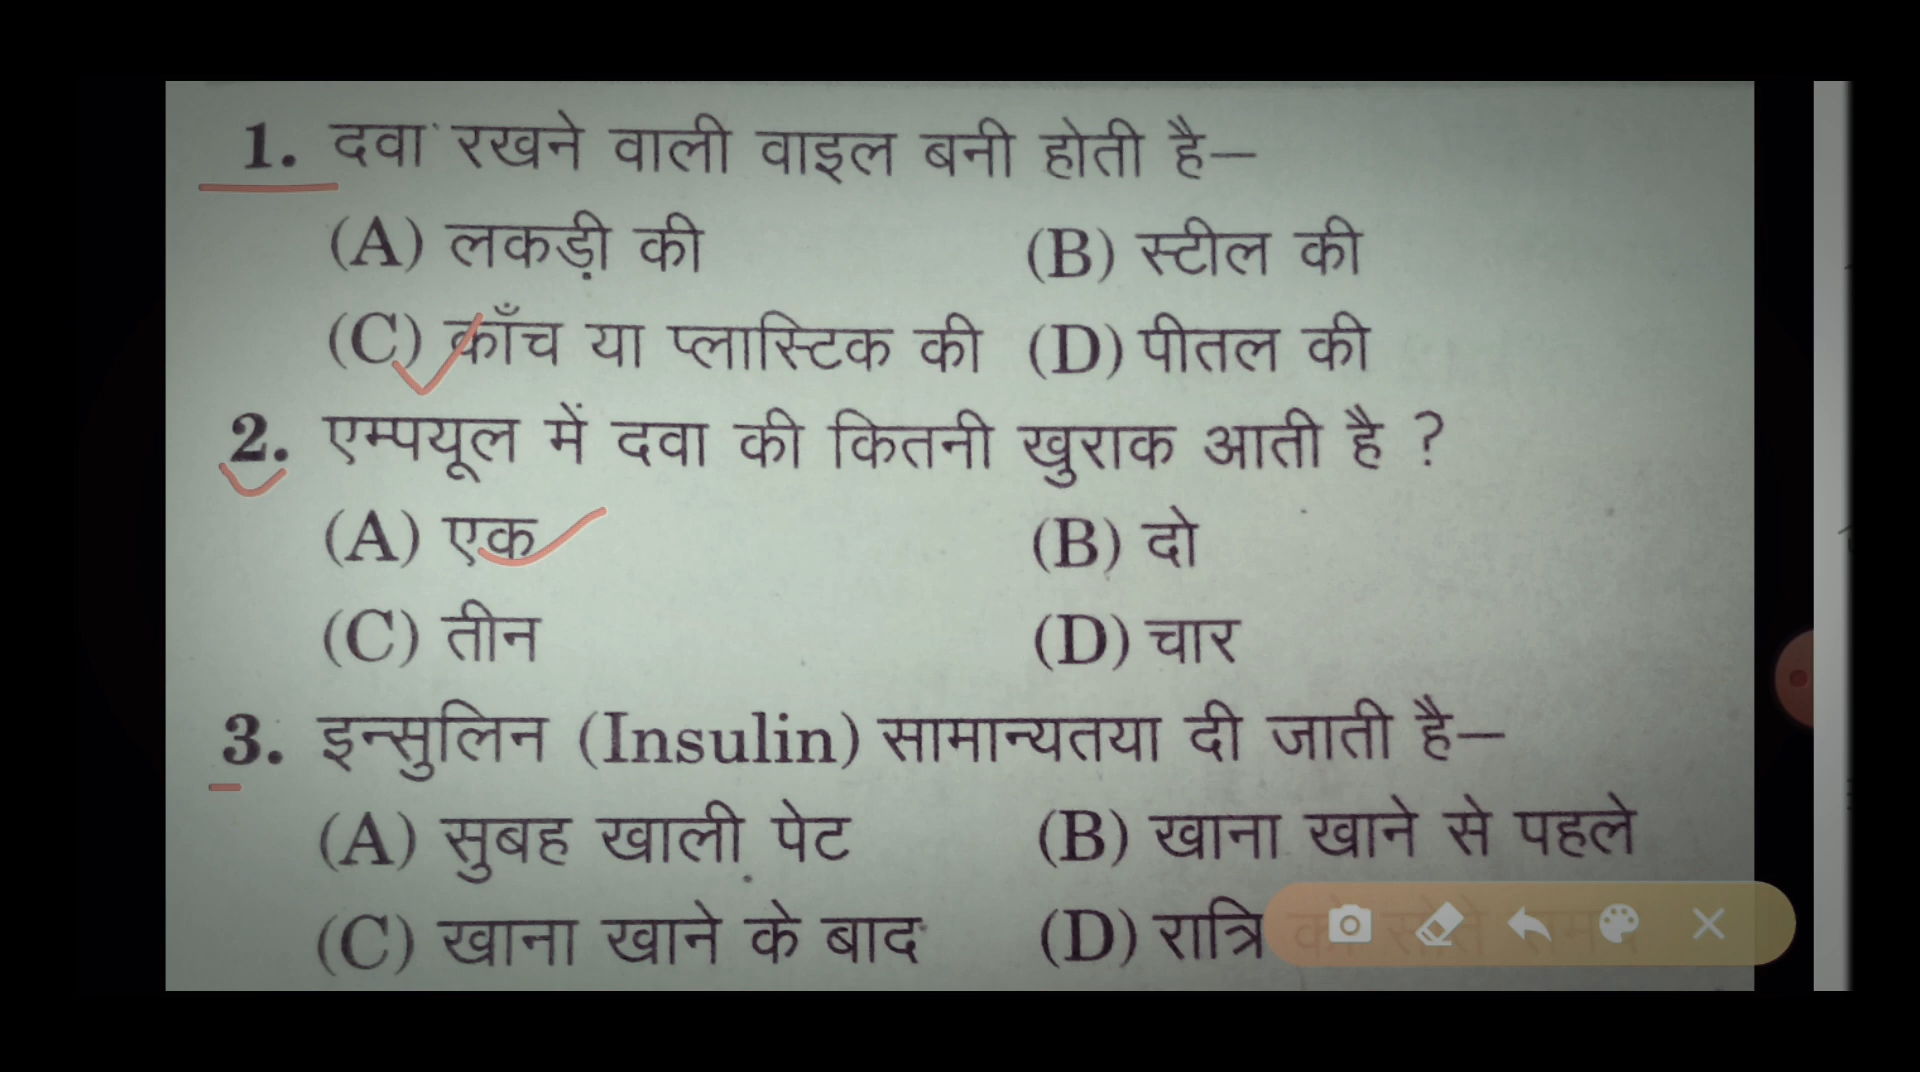 1. दवा रखने वाली वाइल बनी होती है—
(A) लकड़ी की (B) स्टील की
(C) काँच या प्लास्टिक की (D) पीतल की
2. एम्पयूल में दवा की कितनी खुराक आती है ?
(A) एक (B) दो
(C) तीन (D) चार
3. इन्सुलिन (Insulin) सामान्यतया दी जाती है—
(A) सुबह खाली पेट (B) खाना खाने से पहले
(C) खाना खाने के बाद (D) रात्रि को सोते समय